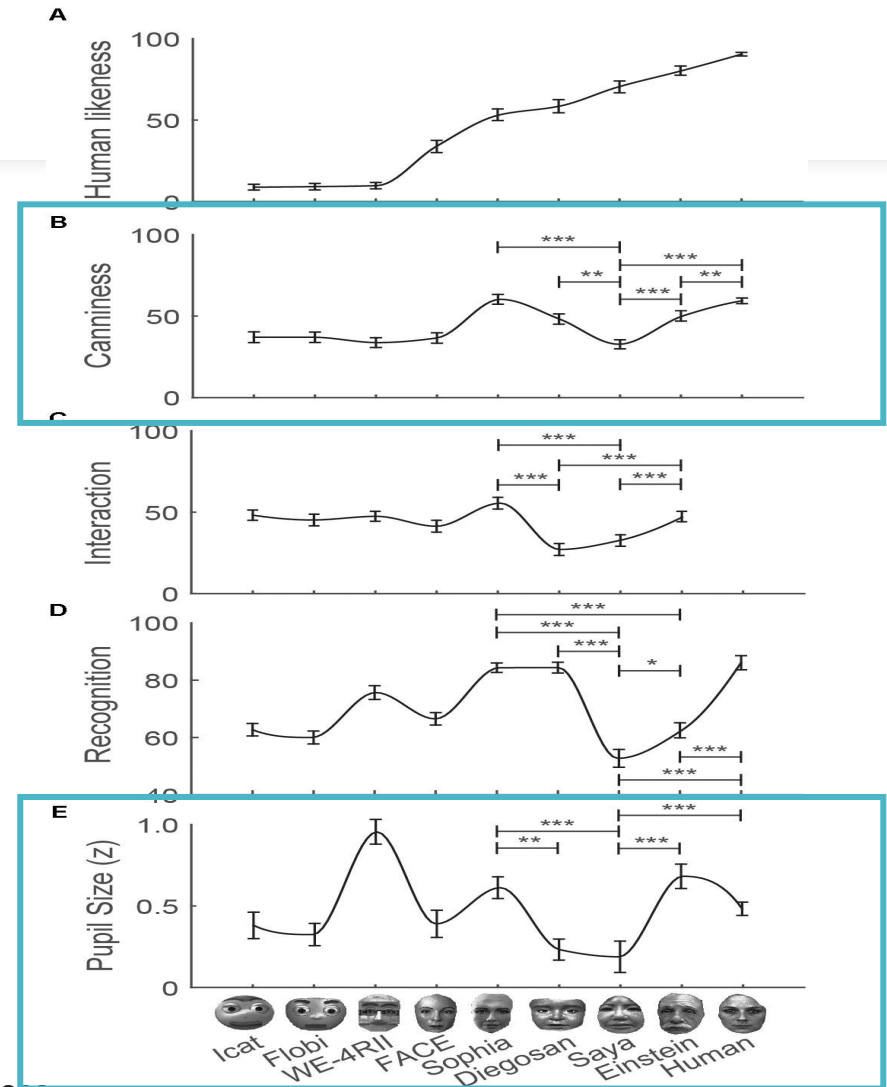 A
Human likeness
100
50
0
B
Canniness
100
50
0
*** 
***
**
**
***
C
Interaction
100
50
0
***
***
***
***
D
Recognition
100
80
60
40
***
***
***
*
***
***
E
Pupil Size (z)
1.0
0.5
0
***
***
**
***
Icat
Flobi
WE-4RII
FACE
Sophia
Diegosan
Saya
Einstein
Human